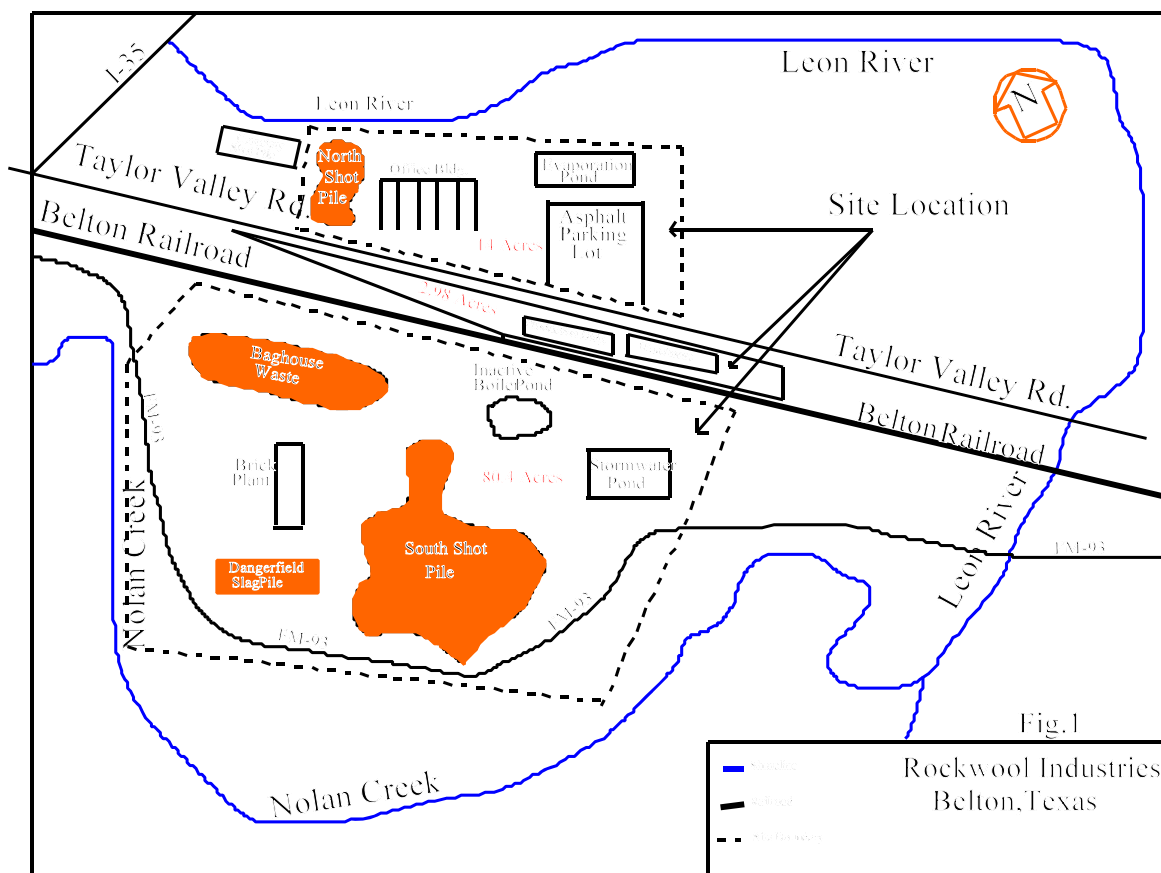 I-35
Leon River
Leon River
N
Taylor Valley Rd.
North
Shot
Pile
Office Bld
Evaporation
Pond
Site Location
Belton Railroad
Asphalt
Parking
Lot
11 Acres
2.98 Acres
Baghouse
Waste
Inactive
BoilePond
Taylor Valley Rd.
FM-93
Belton Railroad
Brick
Plant
80.4 Acres
Stormwater
Pond
Nolan Creek
South Shot
Pile
Leon River
FM-93
Dangerfield
SlagPile
FM-93
FM-93
Nolan Creek
Fig.1
Rockwool Industries
Belton,Texas